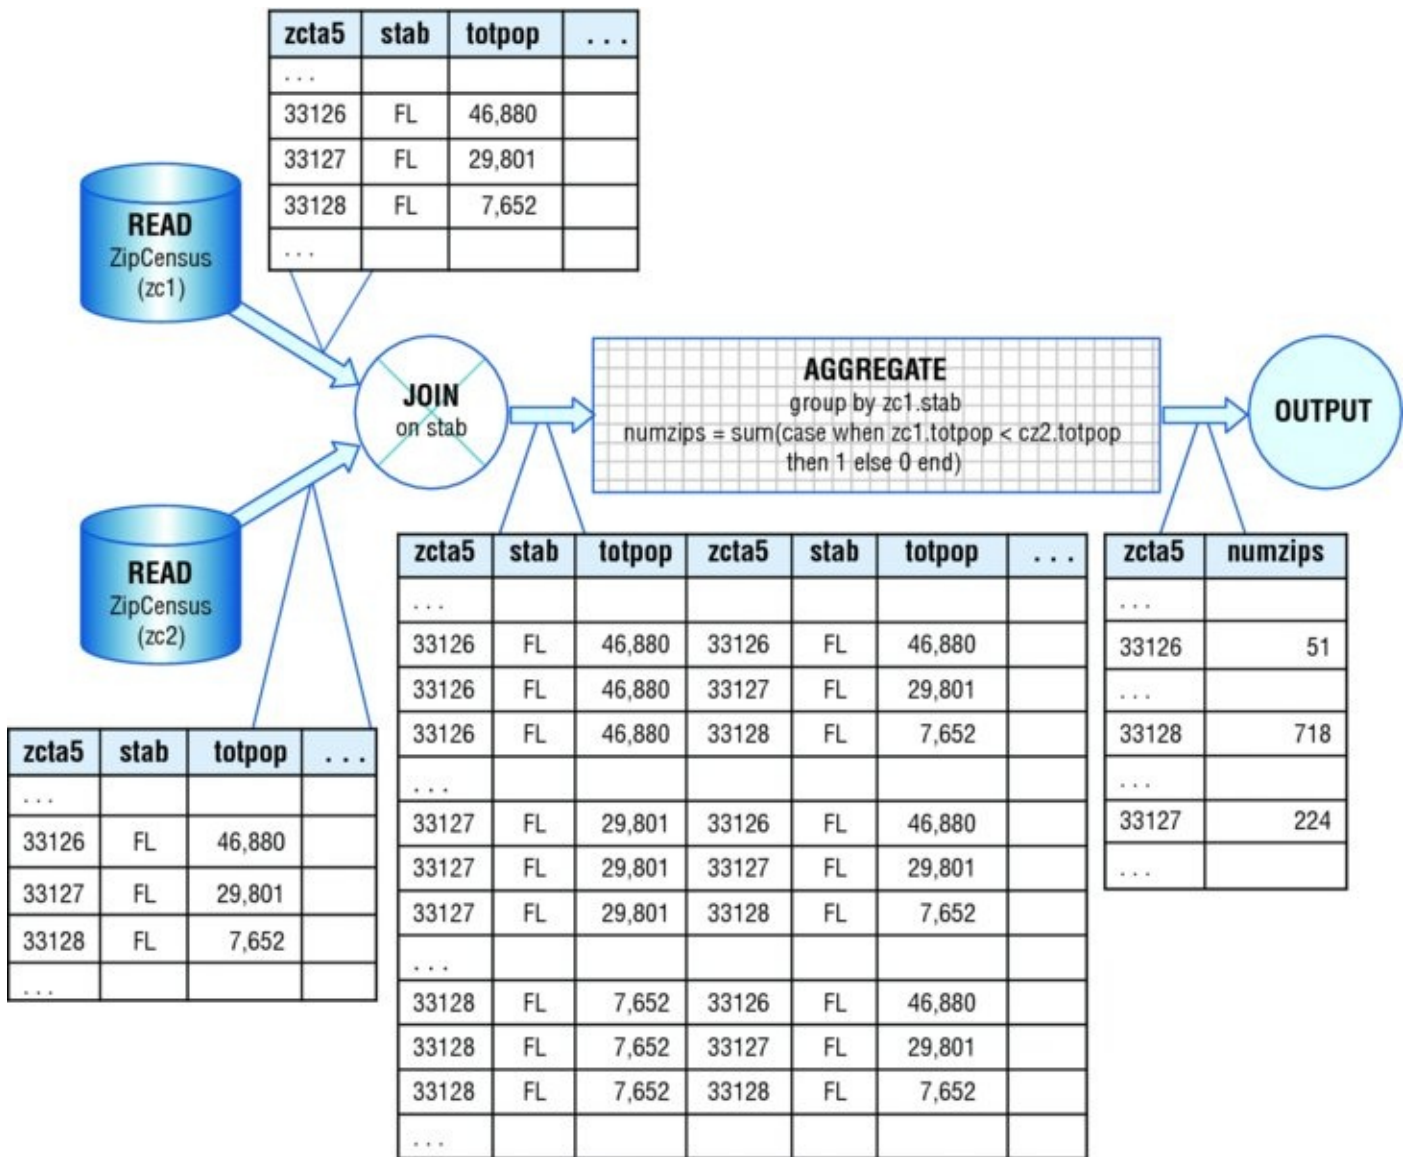 zcta5 stab totpop . . .
. . .
33126 FL 46,880
33127 FL 29,801
33128 FL 7,652
. . .
READ
ZipCensus
(zc1)
JOIN
on stab
AGGREGATE
group by zc1.stab
numzips = sum(case when zc1.totpop < cz2.totpop
then 1 else 0 end)
OUTPUT
READ
ZipCensus
(zc2)
zcta5 stab totpop . . .
. . .
33126 FL 46,880
33127 FL 29,801
33128 FL 7,652
. . .
zcta5 stab totpop zcta5 stab totpop . . .
. . .
33126 FL 46,880 33126 FL 46,880
33126 FL 46,880 33127 FL 29,801
33126 FL 46,880 33128 FL 7,652
. . .
33127 FL 29,801 33126 FL 46,880
33127 FL 29,801 33127 FL 29,801
33127 FL 29,801 33128 FL 7,652
. . .
33128 FL 7,652 33126 FL 46,880
33128 FL 7,652 33127 FL 29,801
33128 FL 7,652 33128 FL 7,652
. . .
zcta5 numzips
. . .
33126 51
. . .
33128 718
. . .
33127 224
. . .